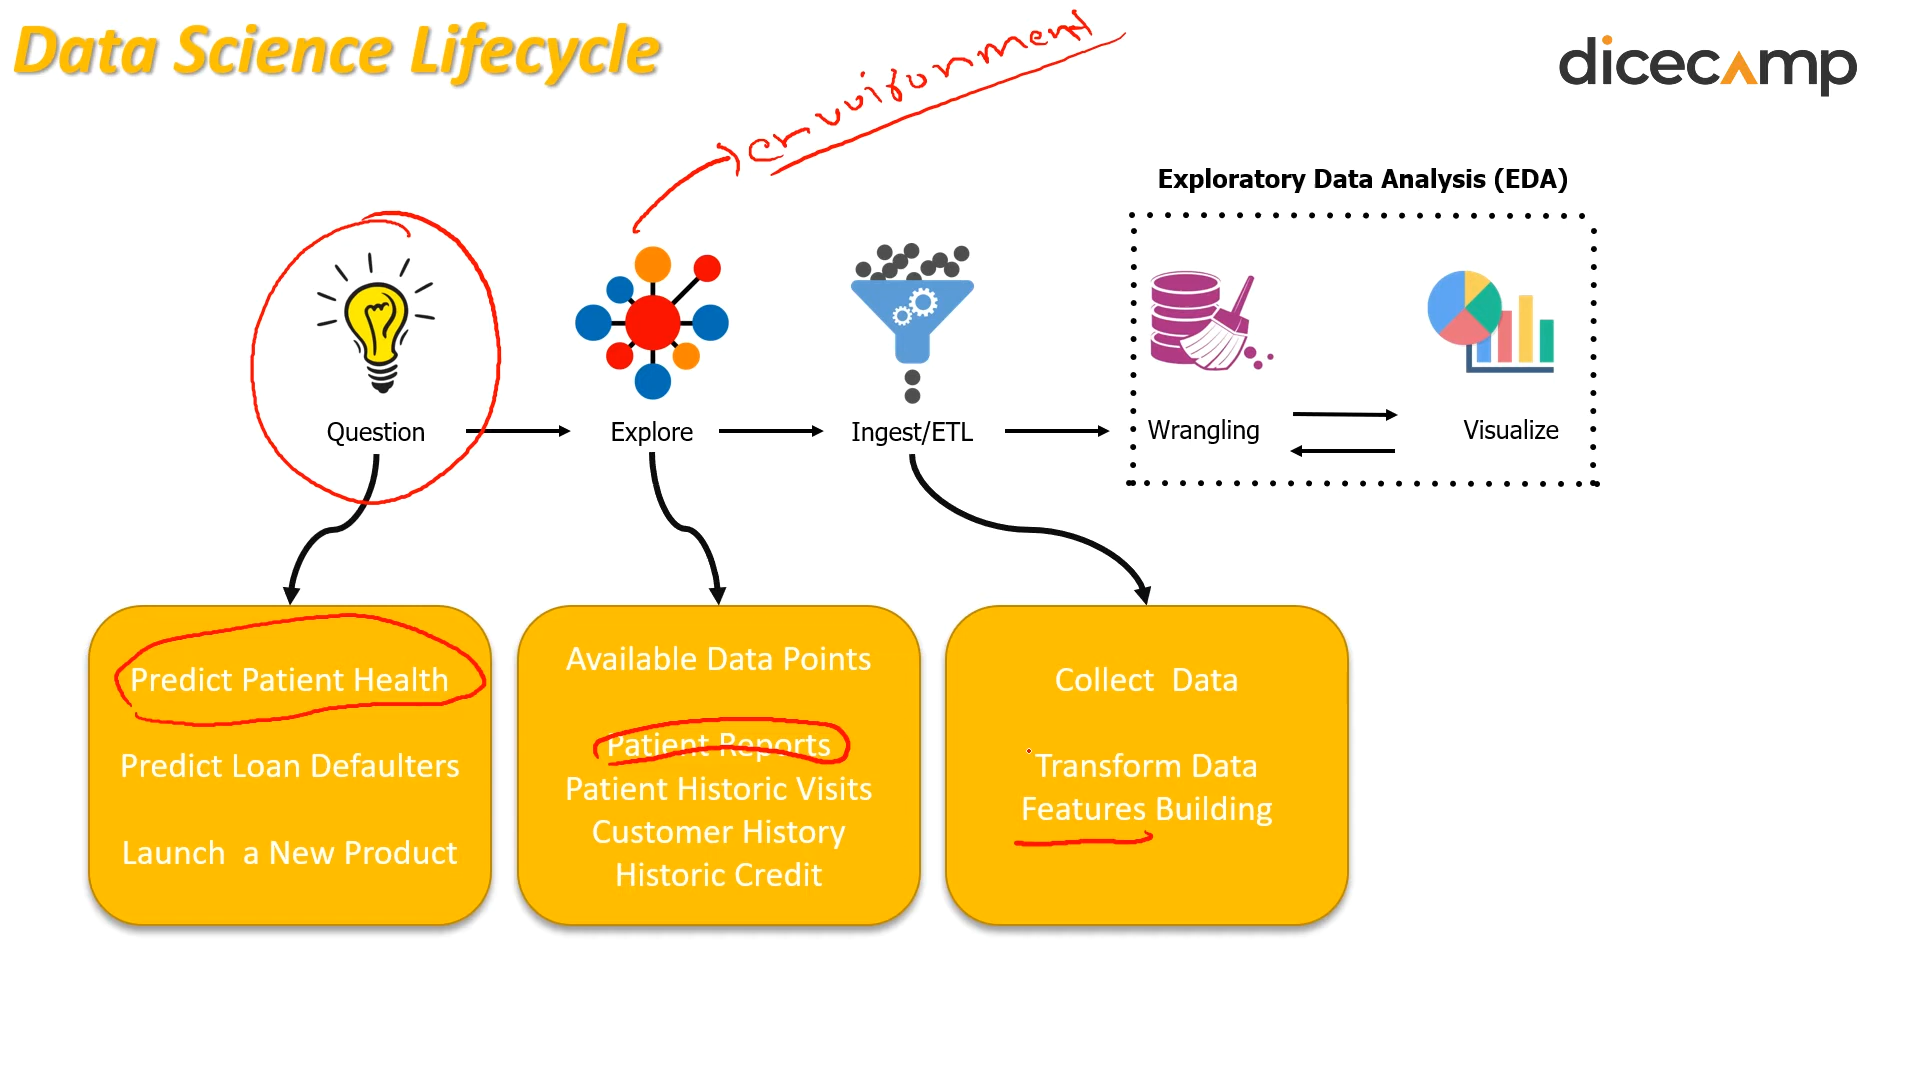 Data Science Lifecycle
dicecamp
environment
Exploratory Data Analysis (EDA)
Question
Explore
Ingest/ETL
Wrangling
Visualize
Predict Patient Health
Predict Loan Defaulters
Launch a New Product
Available Data Points
Patient Reports
Patient Historic Visits
Customer History
Historic Credit
Collect Data
Transform Data
Features Building